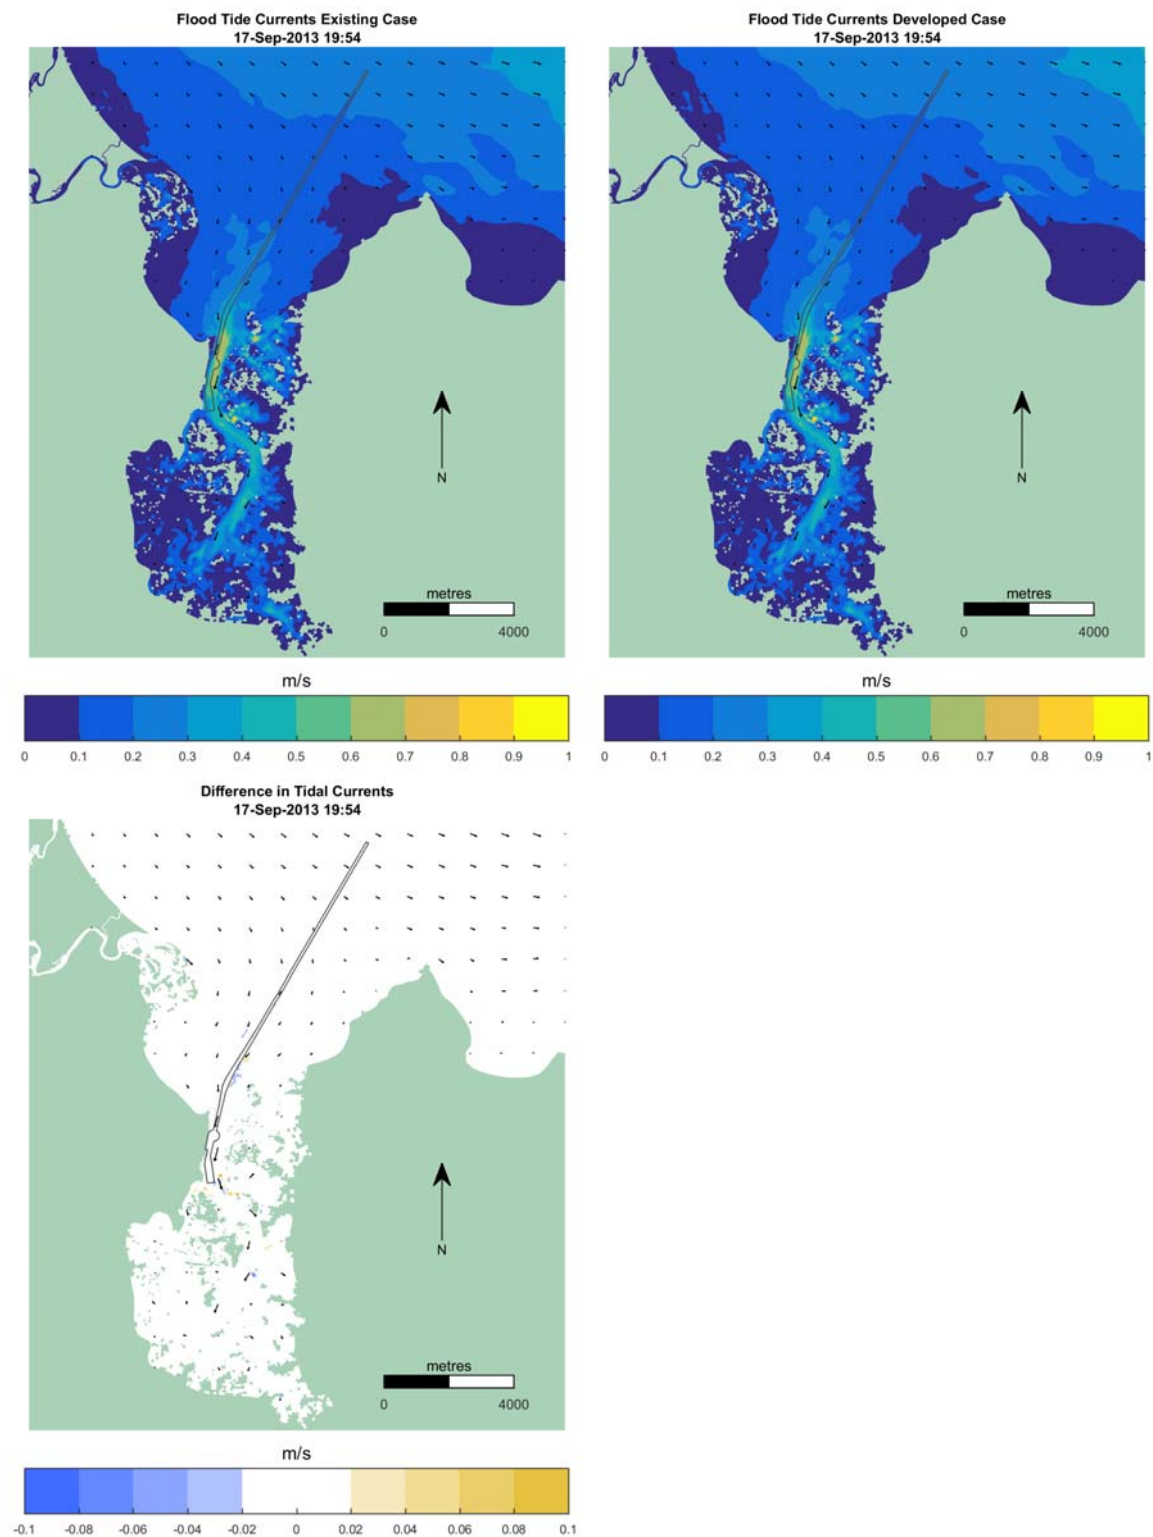 Flood Tide Currents Existing Case
17-Sep-2013 19:54
N
metres
0 4000
m/s
0 0.1 0.2 0.3 0.4 0.5 0.6 0.7 0.8 0.9 1
Flood Tide Currents Developed Case
17-Sep-2013 19:54
N
metres
0 4000
m/s
0 0.1 0.2 0.3 0.4 0.5 0.6 0.7 0.8 0.9 1
Difference in Tidal Currents
17-Sep-2013 19:54
N
metres
0 4000
m/s
-0.1 -0.08 -0.06 -0.04 -0.02 0 0.02 0.04 0.06 0.08 0.1